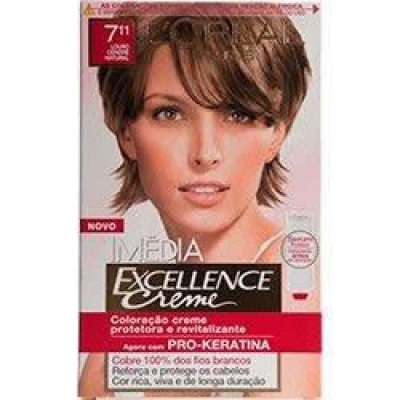 7 11
LOURO
CENDRÉ
NATURAL
L'ORÉAL
NOVO
IMÉDIA
EXCELLENCE
Creme
Coloração creme
protetora e revitalizante
Agora com PRO-KERATINA
Cobre 100% dos fios brancos
Reforça e protege os cabelos
Cor rica, viva e de longa duração